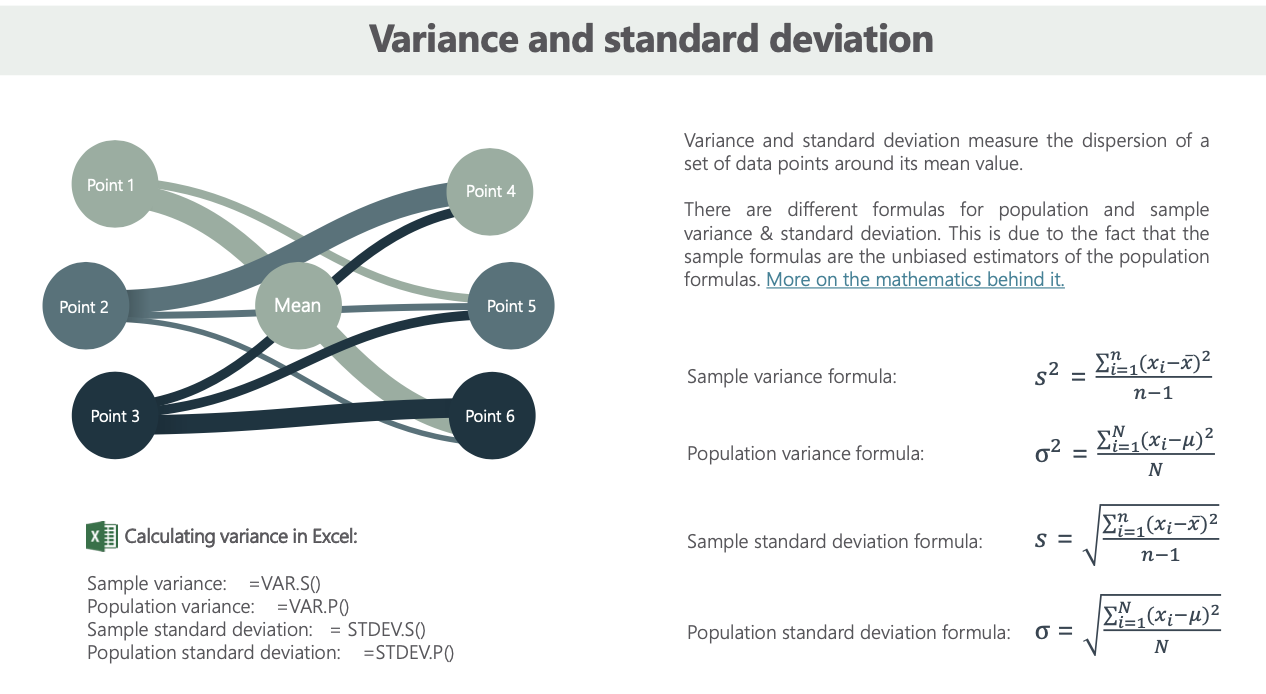 Variance and standard deviation
Point 1
Point 2
Point 3
Mean
Point 4
Point 5
Point 6
Variance and standard deviation measure the dispersion of a
set of data points around its mean value.
There are different formulas for population and sample
variance & standard deviation. This is due to the fact that the
sample formulas are the unbiased estimators of the population
formulas. More on the mathematics behind it.
Sample variance formula: s² = ∑ⁿᵢ₌₁(xᵢ−x̄)² / n−1
Population variance formula: σ² = ∑ᴺᵢ₌₁(xᵢ−μ)² / N
Sample standard deviation formula: s = √(∑ⁿᵢ₌₁(xᵢ−x̄)² / n−1)
Population standard deviation formula: σ = √(∑ᴺᵢ₌₁(xᵢ−μ)² / N)
X Calculating variance in Excel:
Sample variance: =VAR.S()
Population variance: =VAR.P()
Sample standard deviation: = STDEV.S()
Population standard deviation: =STDEV.P()